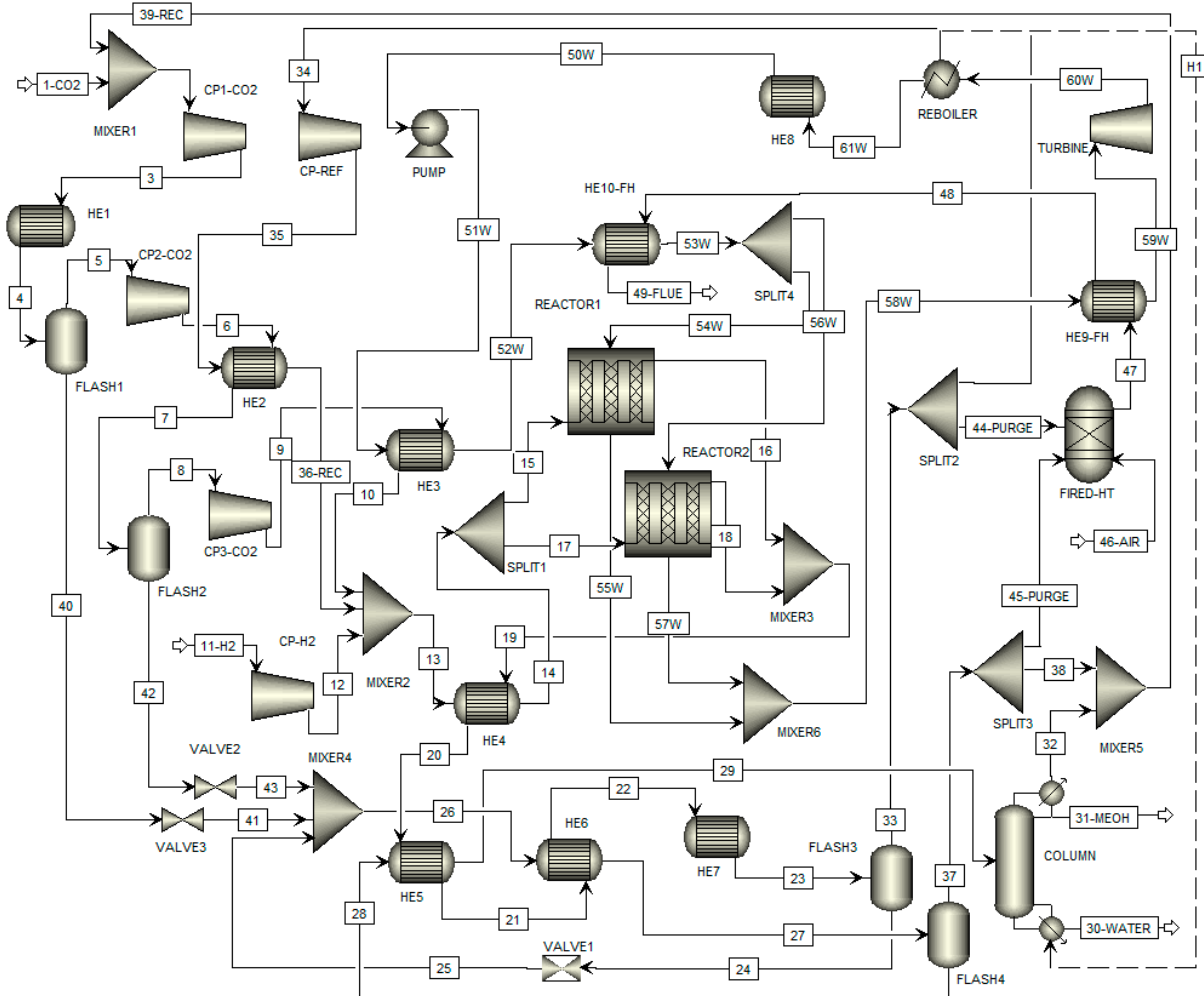 39-REC
1-CO2
MIXER1
CP1-CO2
34
CP-REF
50W
PUMP
HE8
61W
REBOILER
60W
TURBINE
H1
3
HE1
35
51W
HE10-FH
48
59W
4
5
CP2-CO2
53W
SPLIT4
REACTOR1
49-FLUE
58W
HE9-FH
6
52W
54W
56W
47
FLASH1
HE2
7
9
SPLIT2
44-PURGE
15
REACTOR2
16
FIRED-HT
8
36-REC
10
HE3
CP3-CO2
17
18
46-AIR
SPLIT1
FLASH2
55W
45-PURGE
40
57W
MIXER3
11-H2
CP-H2
19
42
12
MIXER2
13
14
38
SPLIT3
HE4
MIXER6
32
MIXER5
VALVE2
MIXER4
20
29
43
26
22
HE6
31-MEOH
VALVE3
41
HE7
FLASH3
33
37
COLUMN
23
HE5
28
21
27
30-WATER
VALVE1
25
24
FLASH4